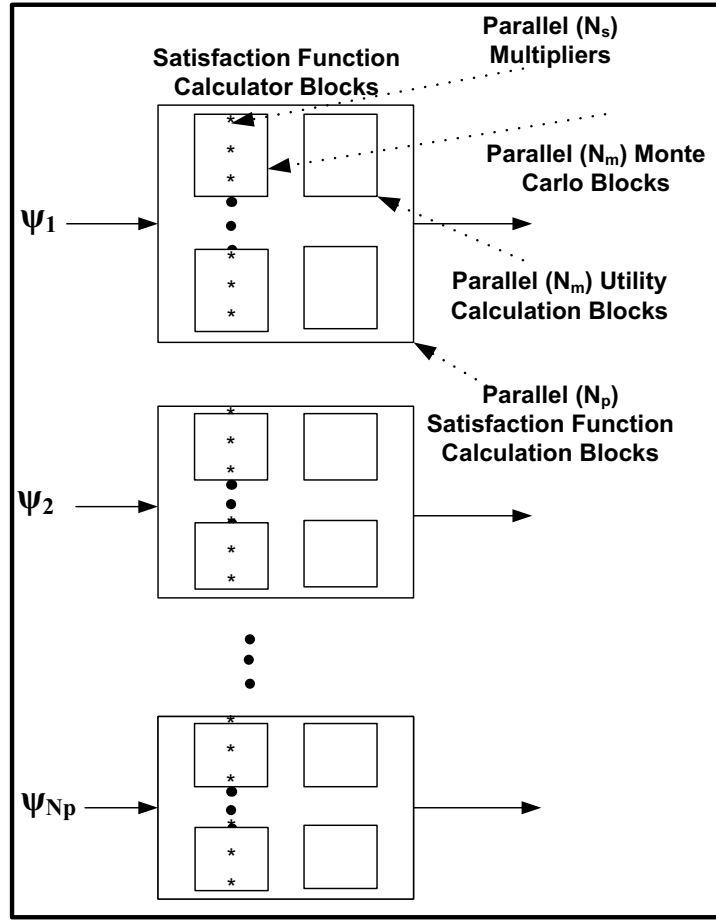 Parallel (Nₛ)
Multipliers
Satisfaction Function
Calculator Blocks
Parallel (Nₘ) Monte
Carlo Blocks
Ψ₁
Parallel (Nₘ) Utility
Calculation Blocks
Parallel (Nₚ)
Satisfaction Function
Calculation Blocks
Ψ₂
Ψ_Np